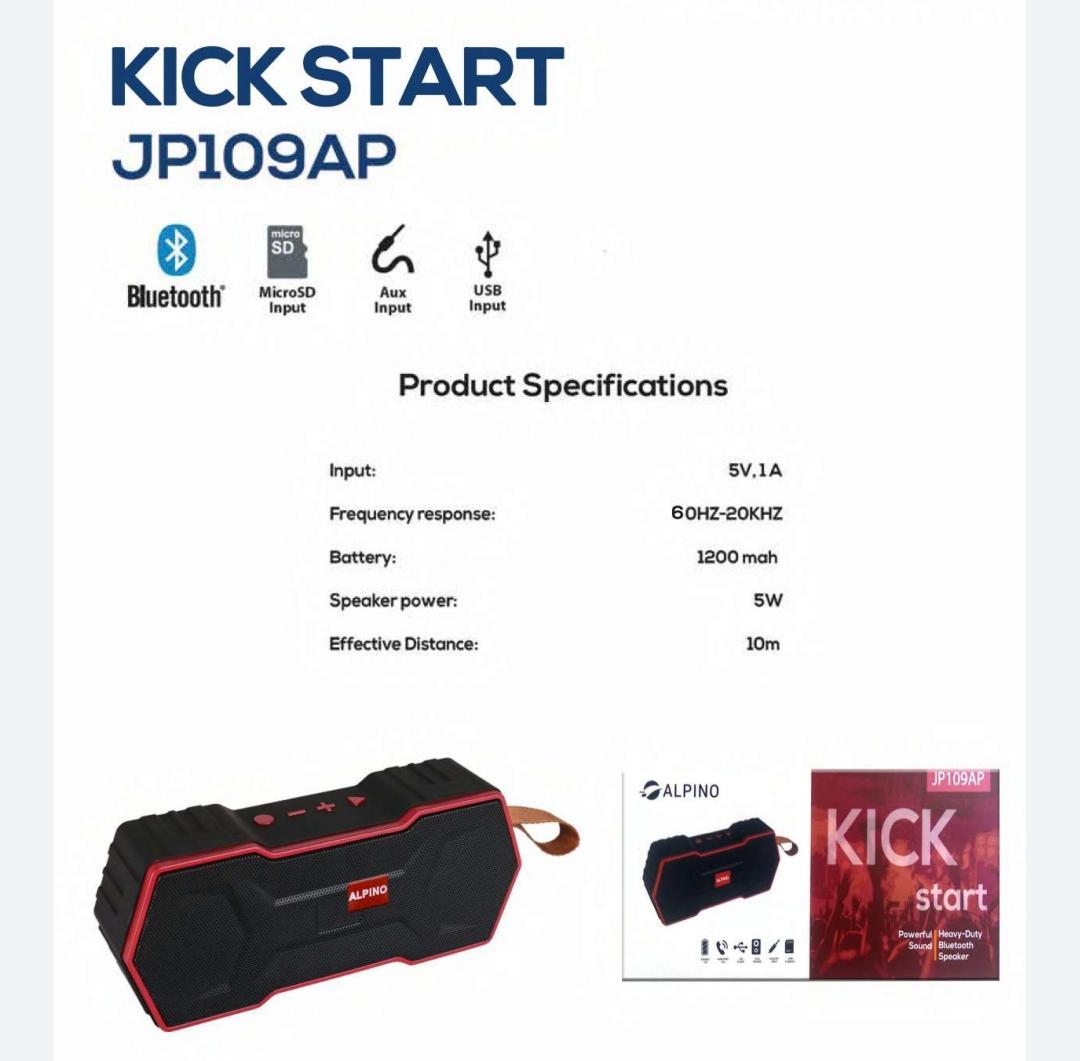 KICK START
JP109AP
micro
SD
Bluetooth®
MicroSD
Input
Aux
Input
USB
Input
Product Specifications
Input: 5V,1A
Frequency response: 60HZ-20KHZ
Battery: 1200 mah
Speaker power: 5W
Effective Distance: 10m
ALPINO
ALPINO
ALPINO
JP109AP
KICK
start
Powerful
Sound
Heavy-Duty
Bluetooth
Speaker